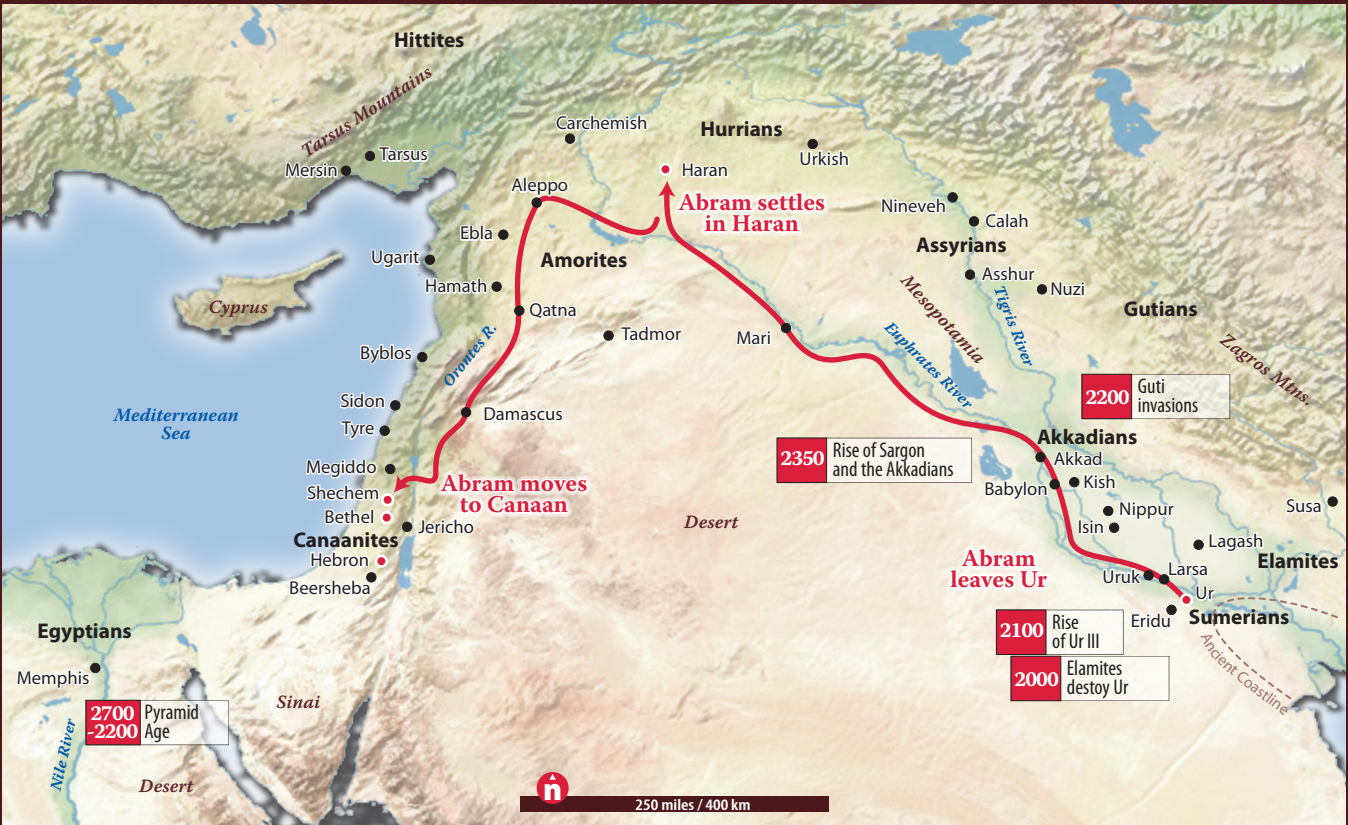 Hittites
Tarsus Mountains
Carchemish
Hurrians
Urkish
Tarsus
Mersin
Haran
Aleppo
Abram settles
in Haran
Nineveh
Calah
Ebla
Assyrians
Ugarit
Amorites
Asshur
Hamath
Nuzi
Cyprus
Qatna
Mesopotamia
Tigris River
Gutians
Tadmor
Mari
Orontes R.
Byblos
Euphrates River
Zagros Mtns.
2200
Guti
invasions
Sidon
Mediterranean
Sea
Damascus
Tyre
Akkadians
2350
Rise of Sargon
and the Akkadians
Akkad
Megiddo
Abram moves
to Canaan
Kish
Babylon
Shechem
Bethel
Nippur
Susa
Desert
Isin
Jericho
Canaanites
Lagash
Hebron
Abram
leaves Ur
Elamites
Larsa
Uruk
Beersheba
Ur
Eridu
Sumerians
Egyptians
2100
Rise
of Ur III
Ancient Coastline
Memphis
2000
Elamites
destoy Ur
Sinai
2700
-2200
Pyramid
Age
Nile River
Desert
n
250 miles / 400 km